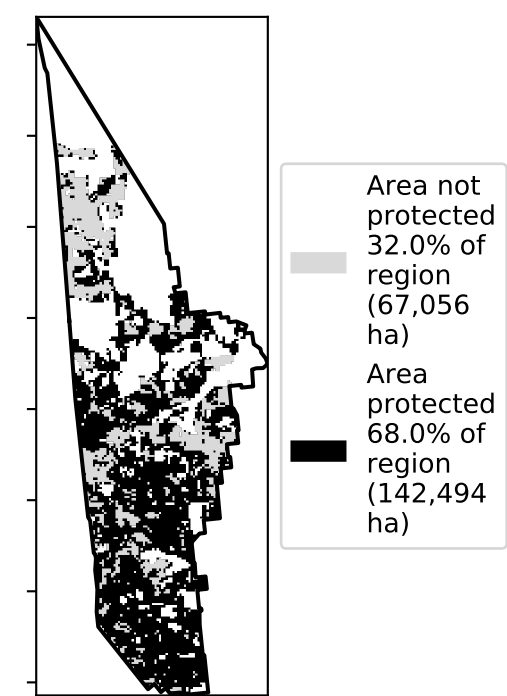 Area not
protected
32.0% of
region
(67,056
ha)
Area
protected
68.0% of
region
(142,494
ha)